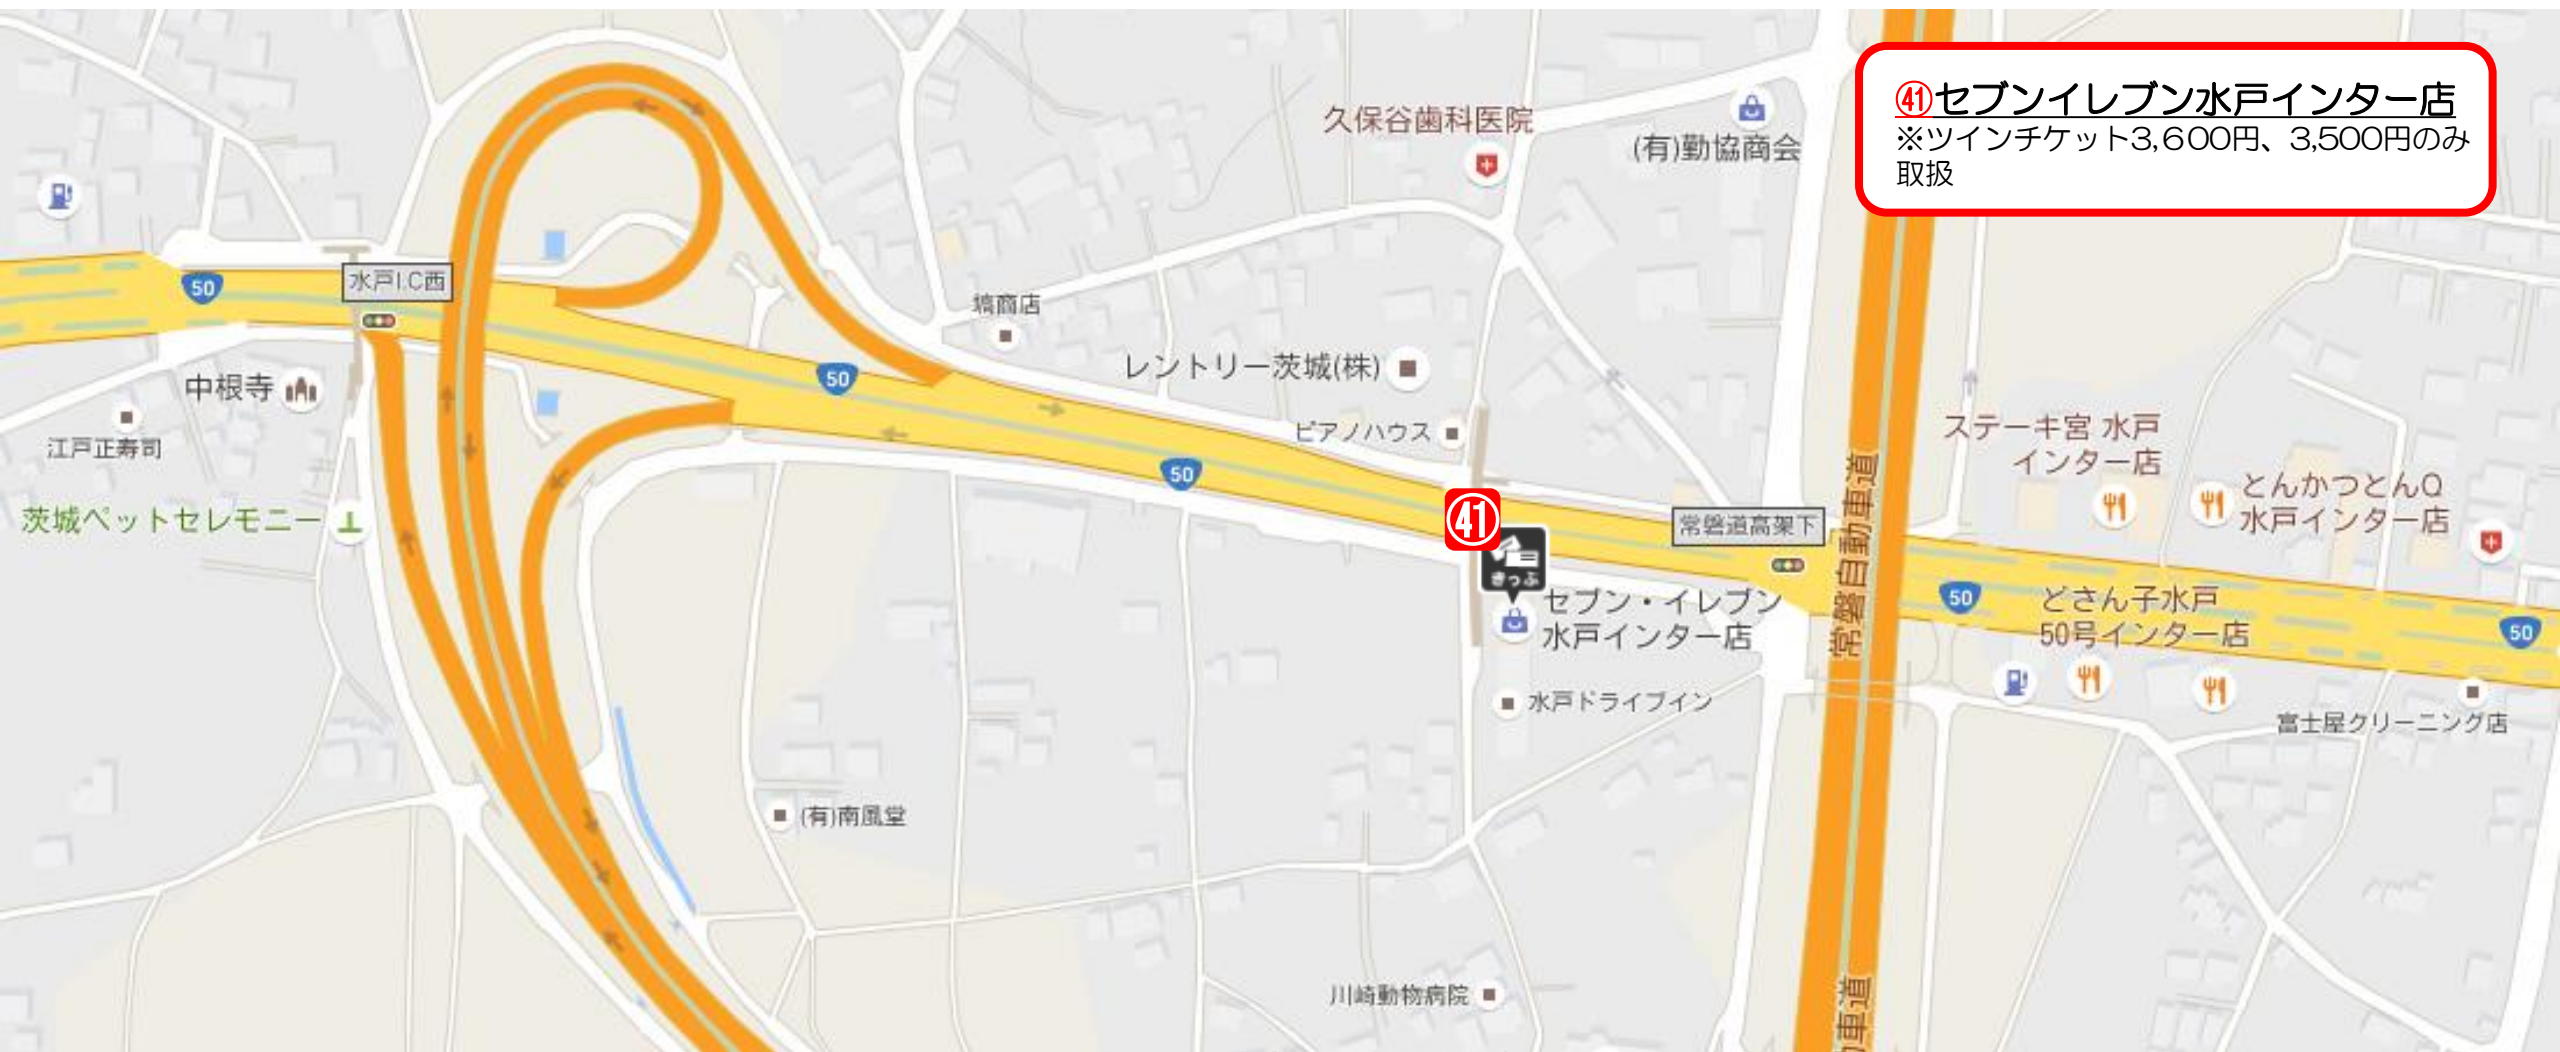 ㊶セブンイレブン水戸インター店
※ツインチケット3,600円、3,500円のみ
取扱
久保谷歯科医院
(有)勤協商会
50
水戸I.C西
塙商店
中根寺
江戸正寿司
50
レントリー茨城(株)
ピアノハウス
50
茨城ペットセレモニー
㊶
きっぷ
セブン・イレブン
水戸インター店
常磐道高架下
常磐自動車道
ステーキ宮 水戸
インター店
とんかつとんQ
水戸インター店
50
どさん子水戸
50号インター店
50
水戸ドライブイン
富士屋クリーニング店
(有)南風堂
川崎動物病院
動車道